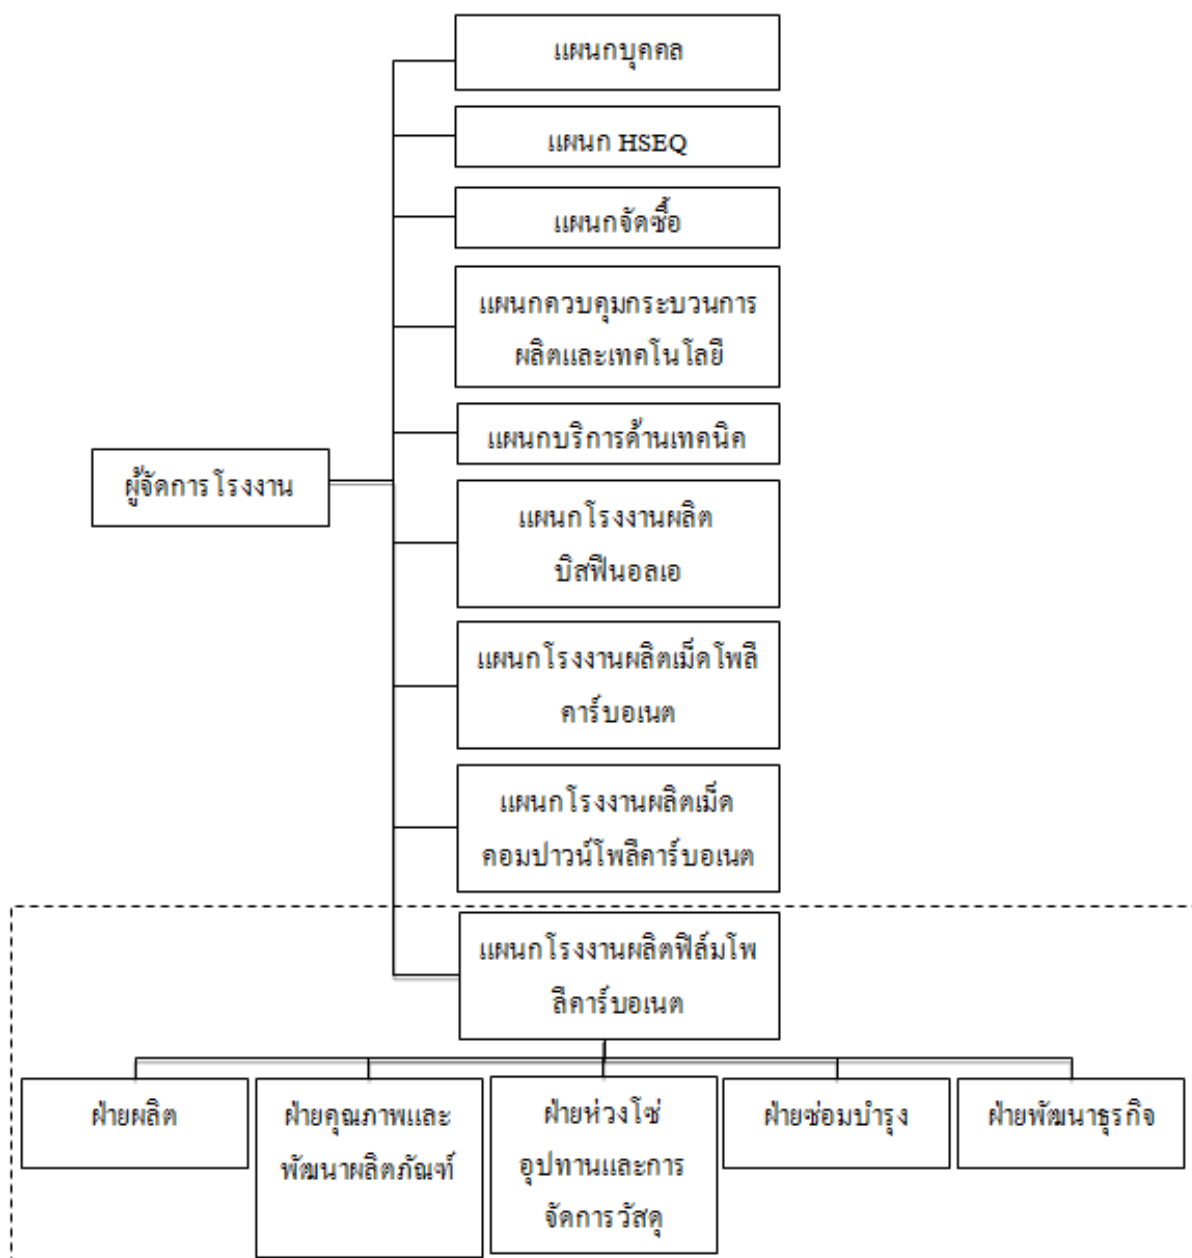 แผนกบุคคล
แผนก HSEQ
แผนกจัดซื้อ
แผนกควบคุมกระบวนการ
ผลิตและเทคโนโลยี
แผนกบริการด้านเทคนิค
ผู้จัดการโรงงาน
แผนกโรงงานผลิต
บิสฟีนอลเอ
แผนกโรงงานผลิตเม็ดโพลี
คาร์บอเนต
แผนกโรงงานผลิตเม็ด
คอมปาวน์โพลีคาร์บอเนต
แผนกโรงงานผลิตฟิล์มโพ
ลีคาร์บอเนต
ฝ่ายผลิต
ฝ่ายคุณภาพและ
พัฒนาผลิตภัณฑ์
ฝ่ายห่วงโซ่
อุปทานและการ
จัดการวัสดุ
ฝ่ายซ่อมบำรุง
ฝ่ายพัฒนาธุรกิจ